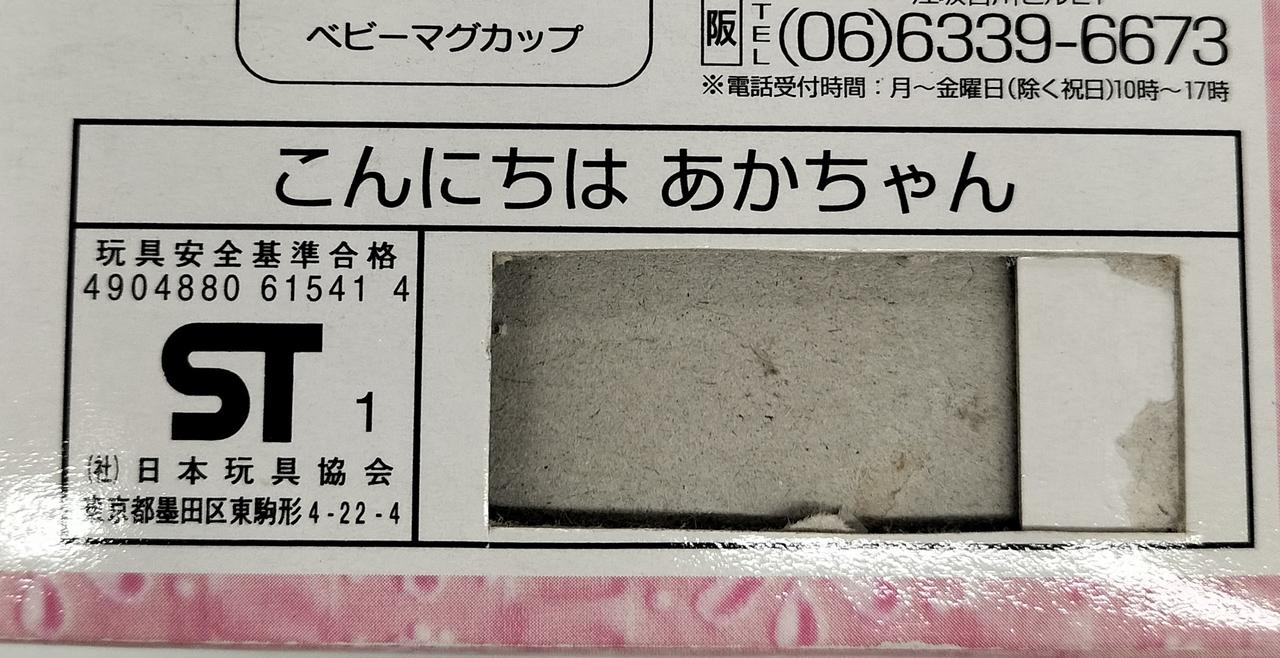 ベビーマグカップ
阪 TEL (06)6339-6673
※電話受付時間：月～金曜日(除く祝日)10時～17時
こんにちは あかちゃん
玩具安全基準合格
4904880 61541 4
ST 1
(社) 日本玩具協会
東京都墨田区東駒形4-22-4